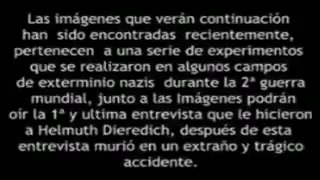 Las imágenes que verán continuación
han sido encontradas recientemente,
pertenecen a una serie de experimentos
que se realizaron en algunos campos
de exterminio nazis durante la 2ª guerra
mundial, junto a las Imágenes podrán
oír la 1ª y ultima entrevista que le hicieron
a Helmuth Dieredich, después de esta
entrevista murió en un extraño y trágico
accidente.